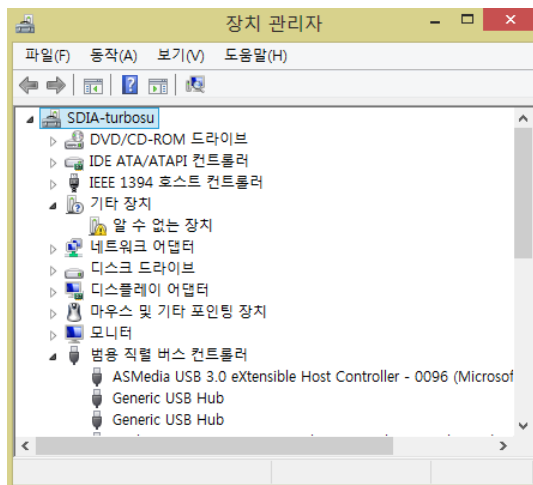 장치 관리자
파일(F) 동작(A) 보기(V) 도움말(H)
SDIA-turbosu
DVD/CD-ROM 드라이브
IDE ATA/ATAPI 컨트롤러
IEEE 1394 호스트 컨트롤러
기타 장치
알 수 없는 장치
네트워크 어댑터
디스크 드라이브
디스플레이 어댑터
마우스 및 기타 포인팅 장치
모니터
범용 직렬 버스 컨트롤러
ASMedia USB 3.0 eXtensible Host Controller - 0096 (Microsof
Generic USB Hub
Generic USB Hub